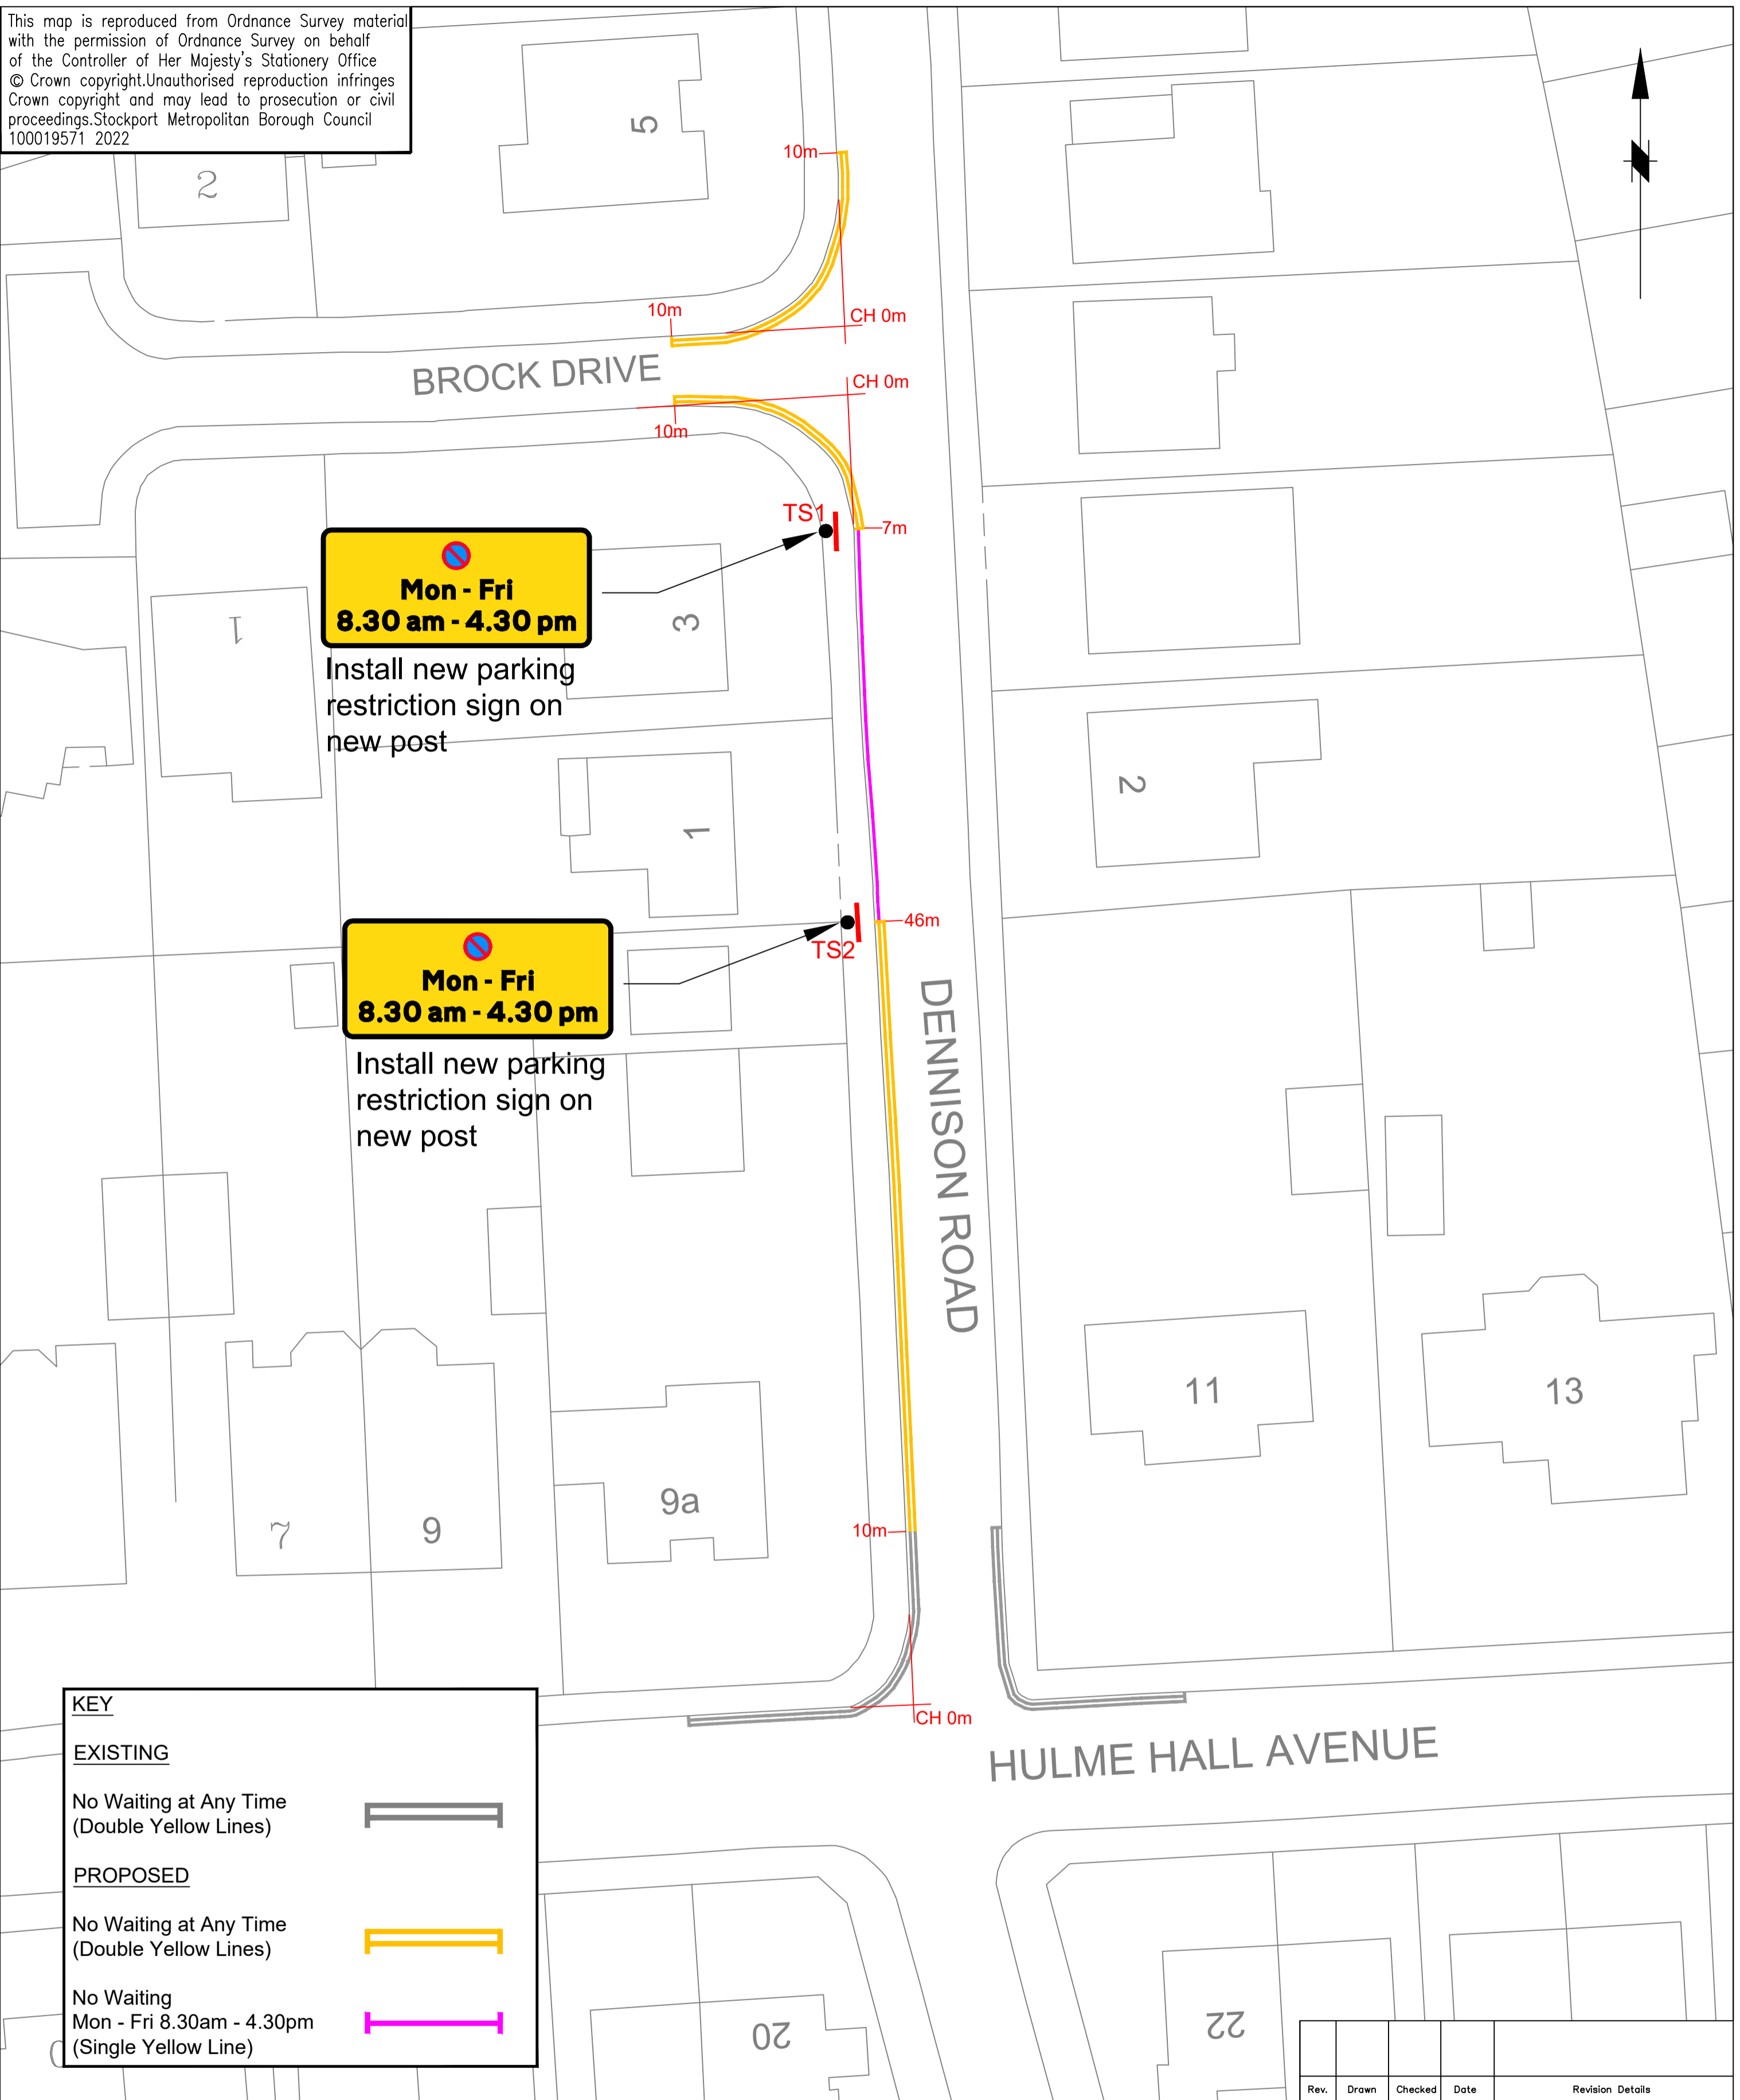 This map is reproduced from Ordnance Survey material
with the permission of Ordnance Survey on behalf
of the Controller of Her Majesty's Stationery Office
© Crown copyright.Unauthorised reproduction infringes
Crown copyright and may lead to prosecution or civil
proceedings.Stockport Metropolitan Borough Council
100019571 2022
2
5
10m
10m
CH 0m
BROCK DRIVE
CH 0m
10m
TS1
7m
Mon - Fri
8.30 am - 4.30 pm
Install new parking
restriction sign on
new post
1
3
1
2
46m
TS2
Mon - Fri
8.30 am - 4.30 pm
Install new parking
restriction sign on
new post
DENNISON ROAD
11
13
7
9
9a
10m
CH 0m
HULME HALL AVENUE
KEY
EXISTING
No Waiting at Any Time
(Double Yellow Lines)
PROPOSED
No Waiting at Any Time
(Double Yellow Lines)
No Waiting
Mon - Fri 8.30am - 4.30pm
(Single Yellow Line)
20
22
Rev. Drawn Checked Date Revision Details